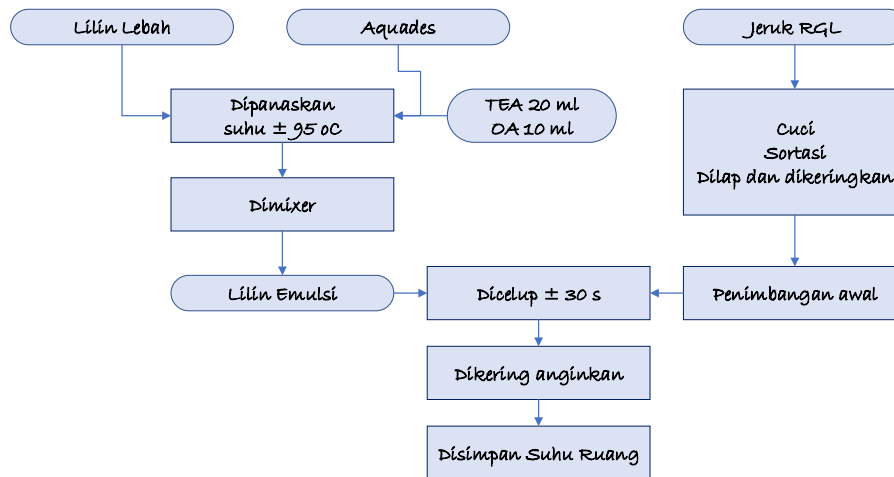 Lilin Lebah
Aquades
Jeruk RGL
Dipanaskan
suhu ± 95 oC
TEA 20 ml
OA 10 ml
Cuci
Sortasi
Dilap dan dikeringkan
Dimixer
Lilin Emulsi
Dicelup ± 30 s
Penimbangan awal
Dikering anginkan
Disimpan Suhu Ruang